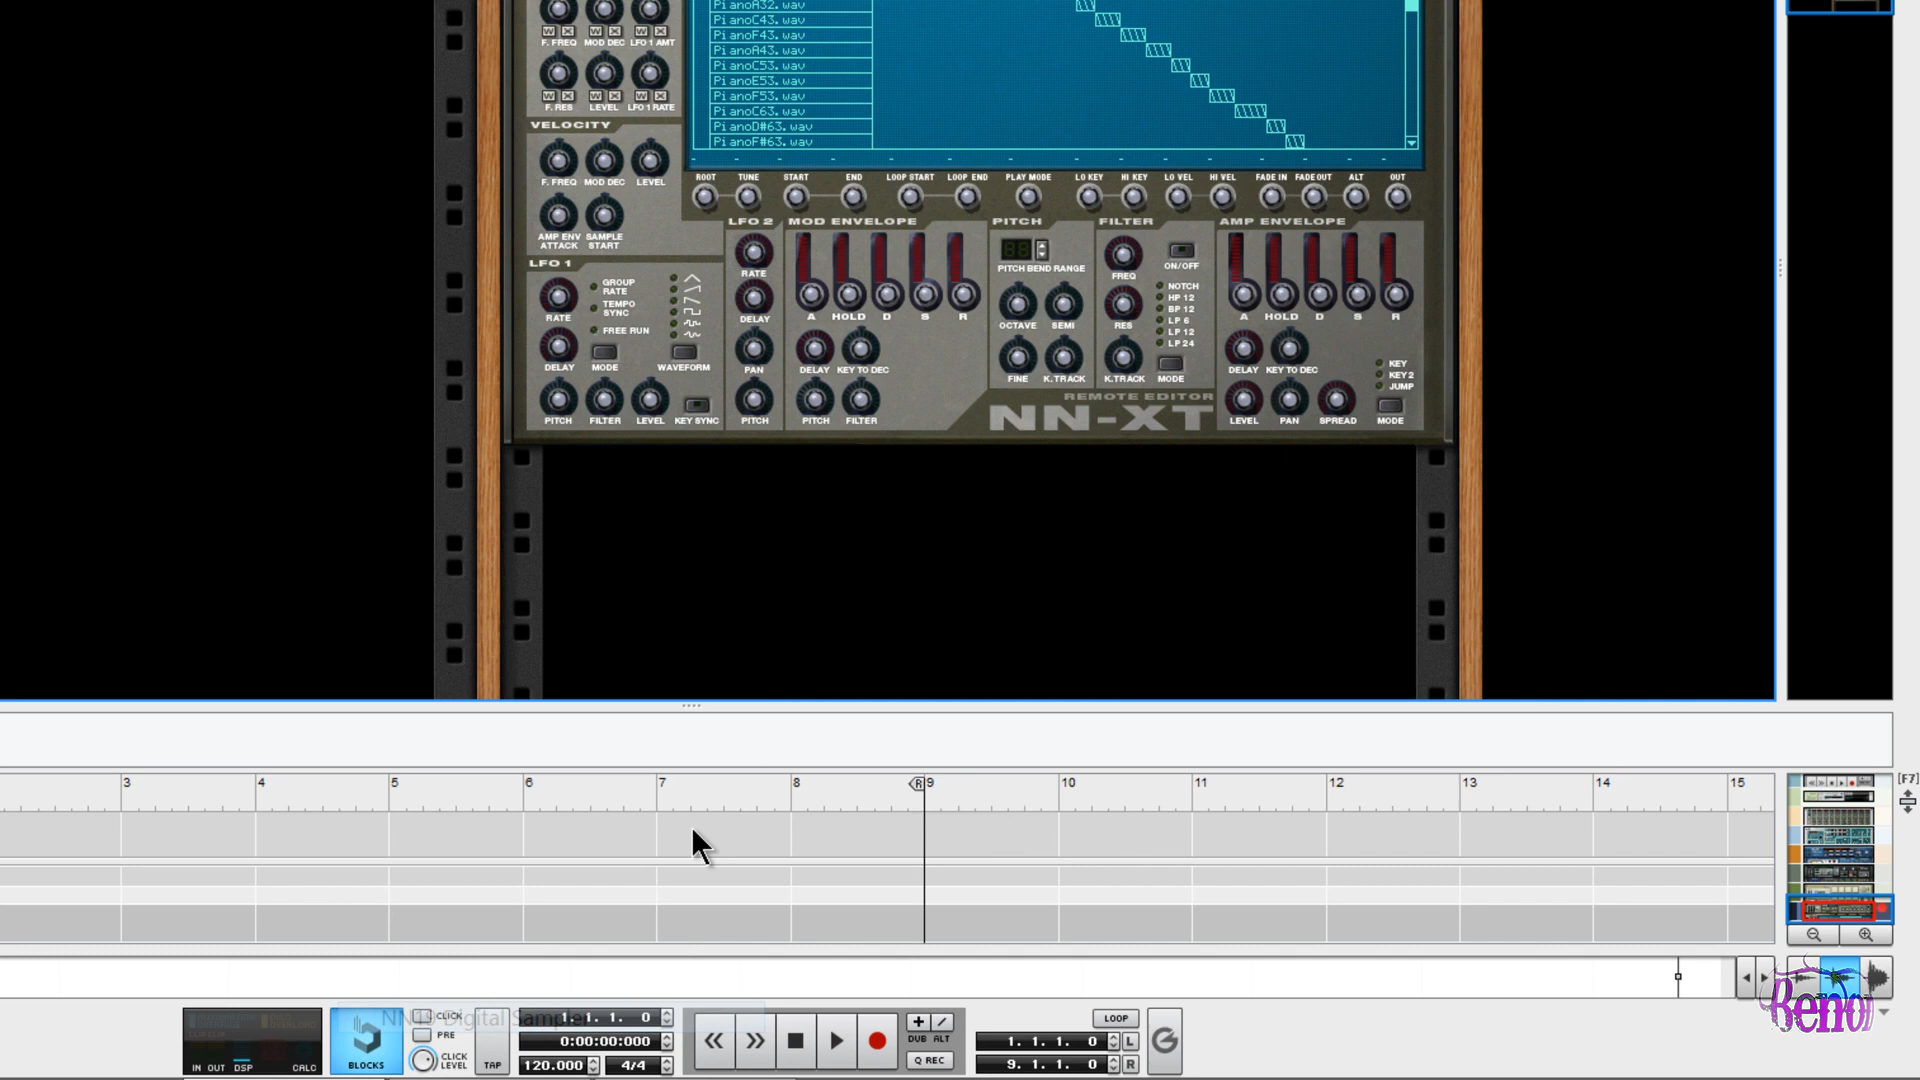 PianoA32.wav
PianoC43.wav
PianoF43.wav
PianoA43.wav
PianoC53.wav
PianoE53.wav
PianoF53.wav
PianoC63.wav
PianoD#63.wav
PianoF#63.wav
W X W X W X
F. FREQ MOD DEC LFO 1 AMT
W X W X W X
F. RES LEVEL LFO 1 RATE
VELOCITY
F. FREQ MOD DEC LEVEL
AMP ENV ATTACK SAMPLE START
ROOT TUNE START END LOOP START LOOP END PLAY MODE LO KEY HI KEY LO VEL HI VEL FADE IN FADE OUT ALT OUT
LFO 1
RATE
GROUP RATE
TEMPO SYNC
FREE RUN
DELAY MODE WAVEFORM
PITCH FILTER LEVEL KEY SYNC
LFO 2
RATE
DELAY
PAN
PITCH
MOD ENVELOPE
A HOLD D S R
DELAY KEY TO DEC
PITCH FILTER
PITCH
PITCH BEND RANGE
OCTAVE SEMI
FINE K.TRACK
FILTER
FREQ
ON/OFF
RES
NOTCH
HP 12
BP 12
LP 6
LP 12
LP 24
K.TRACK MODE
AMP ENVELOPE
A HOLD D S R
DELAY KEY TO DEC
KEY
KEY 2
JUMP
LEVEL PAN SPREAD MODE
REMOTE EDITOR
NN-XT
3 4 5 6 7 8 R 9 10 11 12 13 14 15
[F7]
IN OUT DSP CALC
BLOCKS
CLICK
PRE
CLICK LEVEL
TAP
NN19 Digital Sampler
1. 1. 1. 0
0:00:00:000
120.000 4/4
DUB ALT
Q REC
LOOP
1. 1. 1. 0 L
9. 1. 1. 0 R